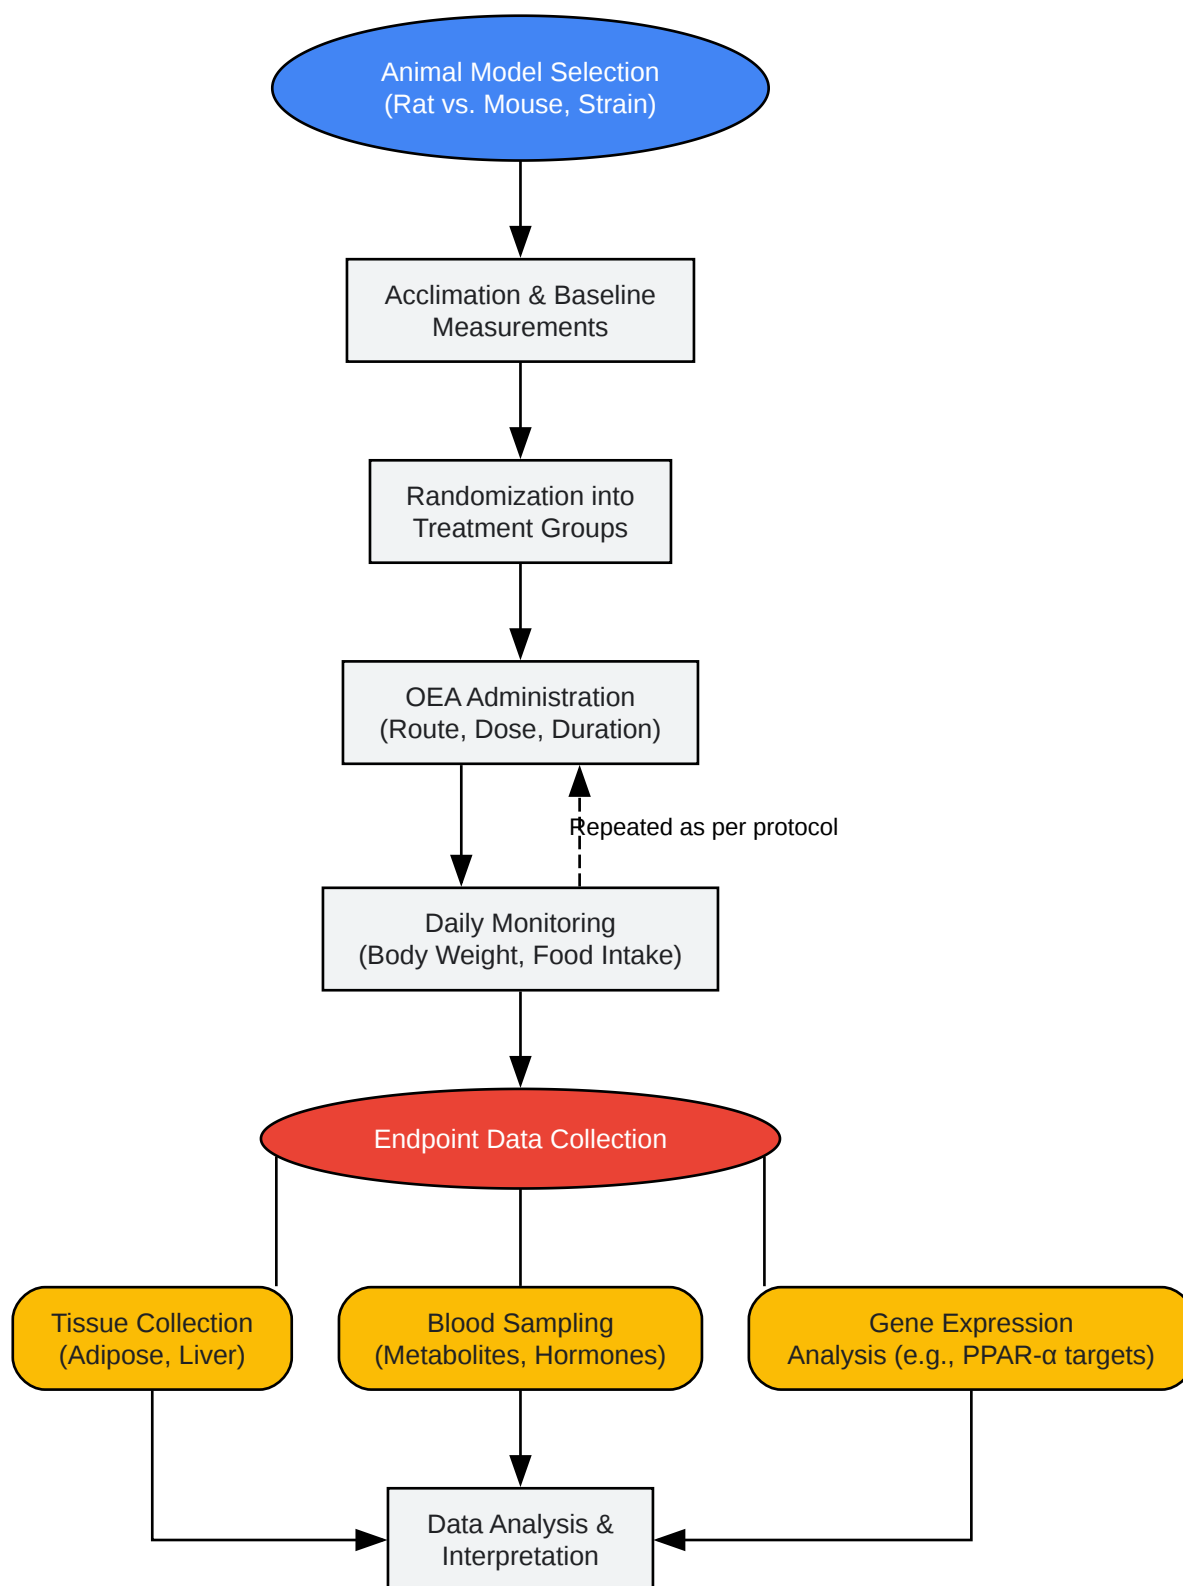 Animal Model Selection
(Rat vs. Mouse, Strain)
Acclimation & Baseline
Measurements
Randomization into
Treatment Groups
OEA Administration
(Route, Dose, Duration)
Repeated as per protocol
Daily Monitoring
(Body Weight, Food Intake)
Endpoint Data Collection
Tissue Collection
(Adipose, Liver)
Blood Sampling
(Metabolites, Hormones)
Gene Expression
Analysis (e.g., PPAR-α targets)
Data Analysis &
Interpretation